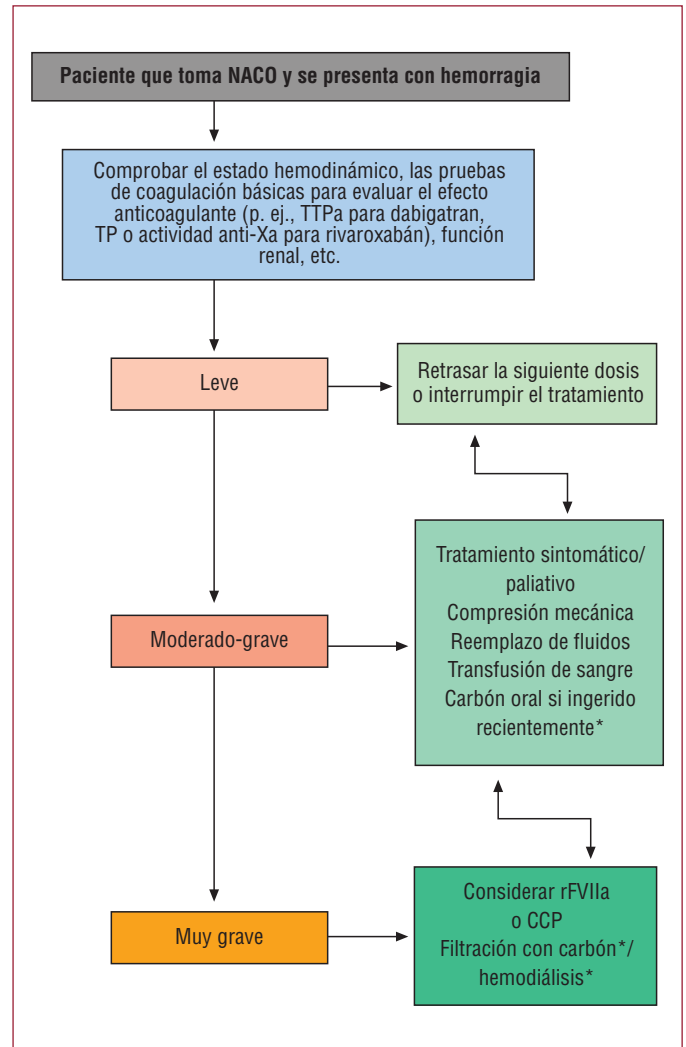 Paciente que toma NACO y se presenta con hemorragia
Comprobar el estado hemodinámico, las pruebas
de coagulación básicas para evaluar el efecto
anticoagulante (p. ej., TTPa para dabigatran,
TP o actividad anti-Xa para rivaroxabán), función
renal, etc.
Leve
Retrasar la siguiente dosis
o interrumpir el tratamiento
Moderado-grave
Tratamiento sintomático/
paliativo
Compresión mecánica
Reemplazo de fluidos
Transfusión de sangre
Carbón oral si ingerido
recientemente*
Muy grave
Considerar rFVIIa
o CCP
Filtración con carbón*/
hemodiálisis*